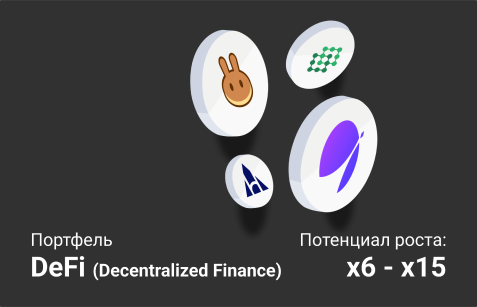 Портфель
DeFi (Decentralized Finance)
Потенциал роста:
x6 - x15